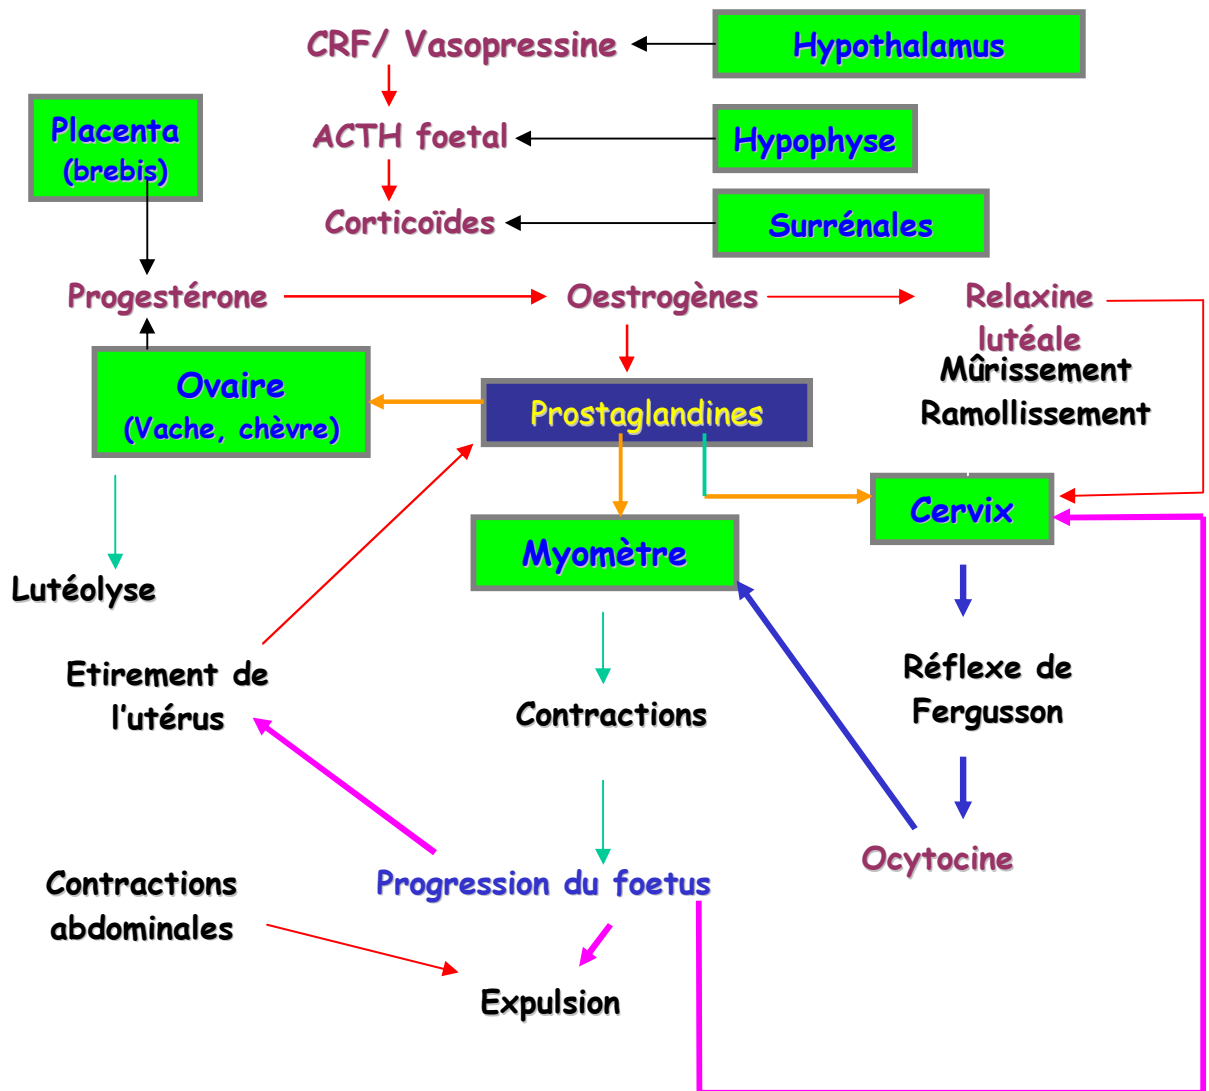 CRF/ Vasopressine
Hypothalamus
Placenta
(brebis)
ACTH foetal
Hypophyse
Corticoïdes
Surrénales
Progestérone
Oestrogènes
Relaxine
lutéale
Mûrissement
Ramollissement
Ovaire
(Vache, chèvre)
Prostaglandines
Cervix
Myomètre
Lutéolyse
Etirement de
l'utérus
Contractions
Réflexe de
Fergusson
Ocytocine
Contractions
abdominales
Progression du foetus
Expulsion